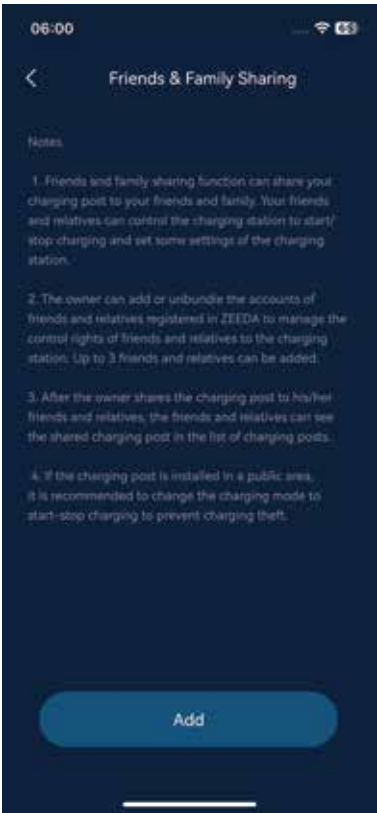 06:00
Friends & Family Sharing
Notes
1. Friends and family sharing function can share your
charging post to your friends and family. Your friends
and relatives can control the charging station to start/
stop charging and set some settings of the charging
station.
2. The owner can add or unbundle the accounts of
friends and relatives registered in ZEEDA to manage the
control rights of friends and relatives to the charging
station. Up to 3 friends and relatives can be added.
3. After the owner shares the charging post to his/her
friends and relatives, the friends and relatives can see
the shared charging post in the list of charging posts.
4. If the charging post is installed in a public area,
it is recommended to change the charging mode to
start-stop charging to prevent charging theft.
Add